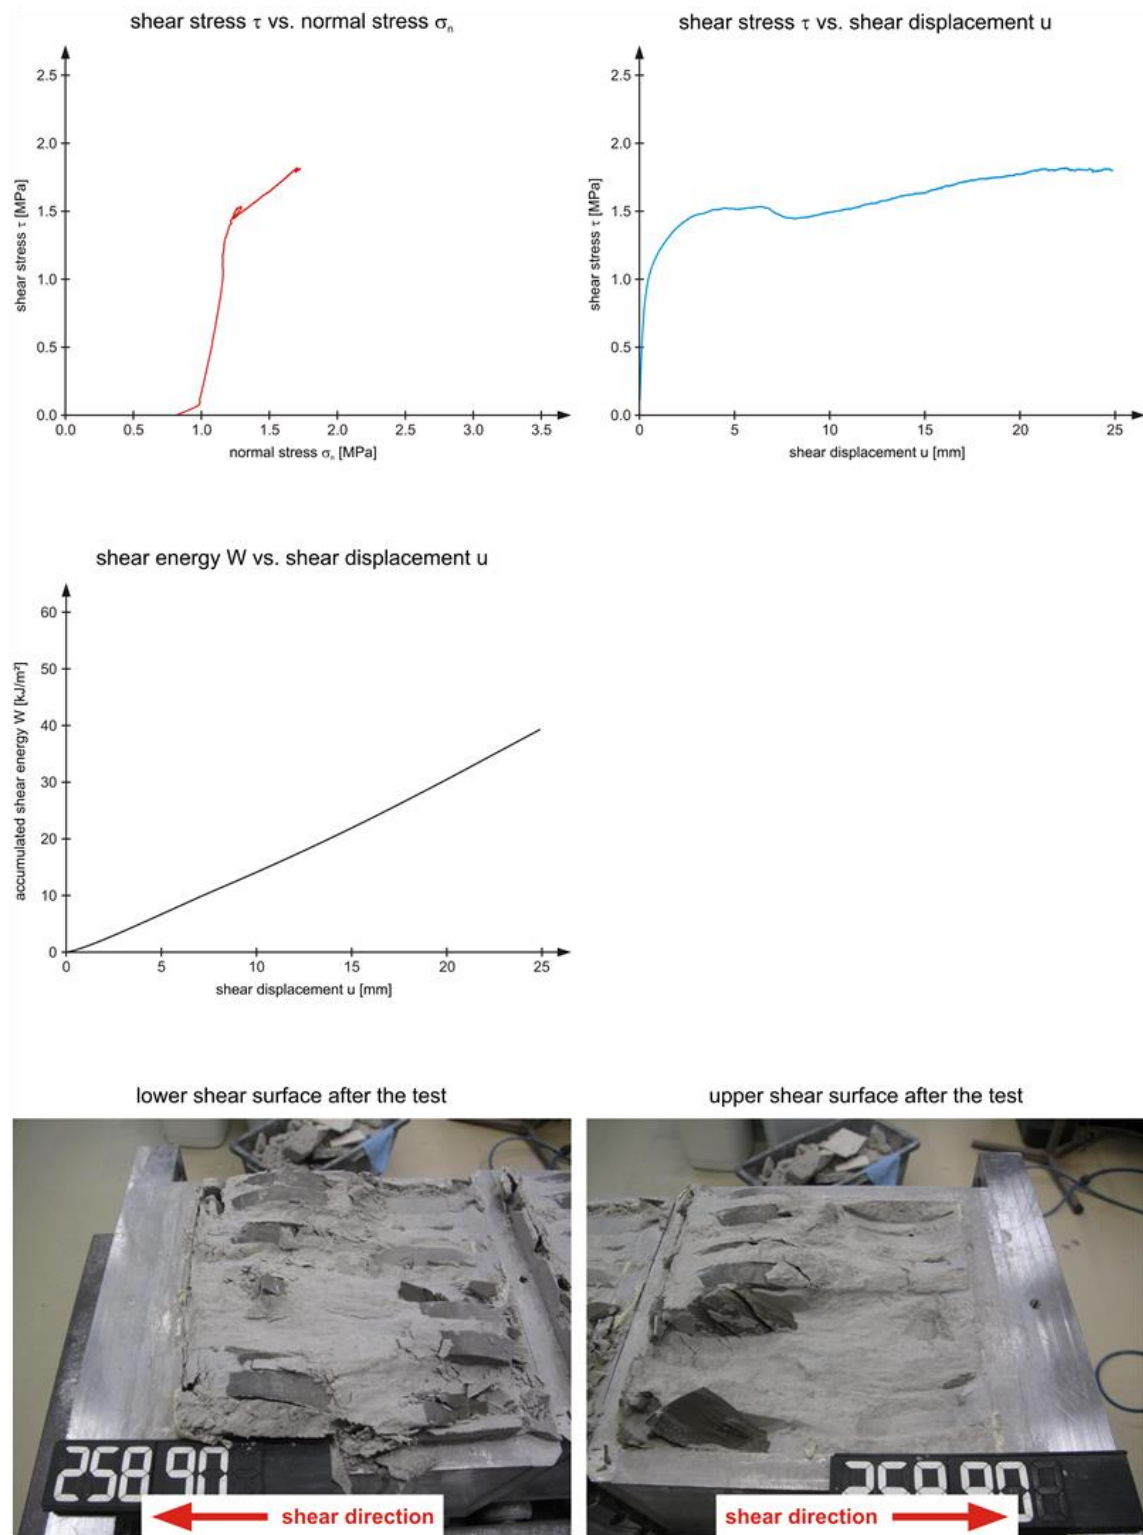 shear stress τ vs. normal stress σn
shear stress τ vs. shear displacement u
shear stress τ [MPa]
2.5
2.0
1.5
1.0
0.5
0.0
0.0 0.5 1.0 1.5 2.0 2.5 3.0 3.5
normal stress σn [MPa]
shear stress τ [MPa]
2.5
2.0
1.5
1.0
0.5
0.0
0 5 10 15 20 25
shear displacement u [mm]
shear energy W vs. shear displacement u
accumulated shear energy W [kJ/m²]
60
50
40
30
20
10
0
0 5 10 15 20 25
shear displacement u [mm]
lower shear surface after the test
upper shear surface after the test
258.90
shear direction
shear direction